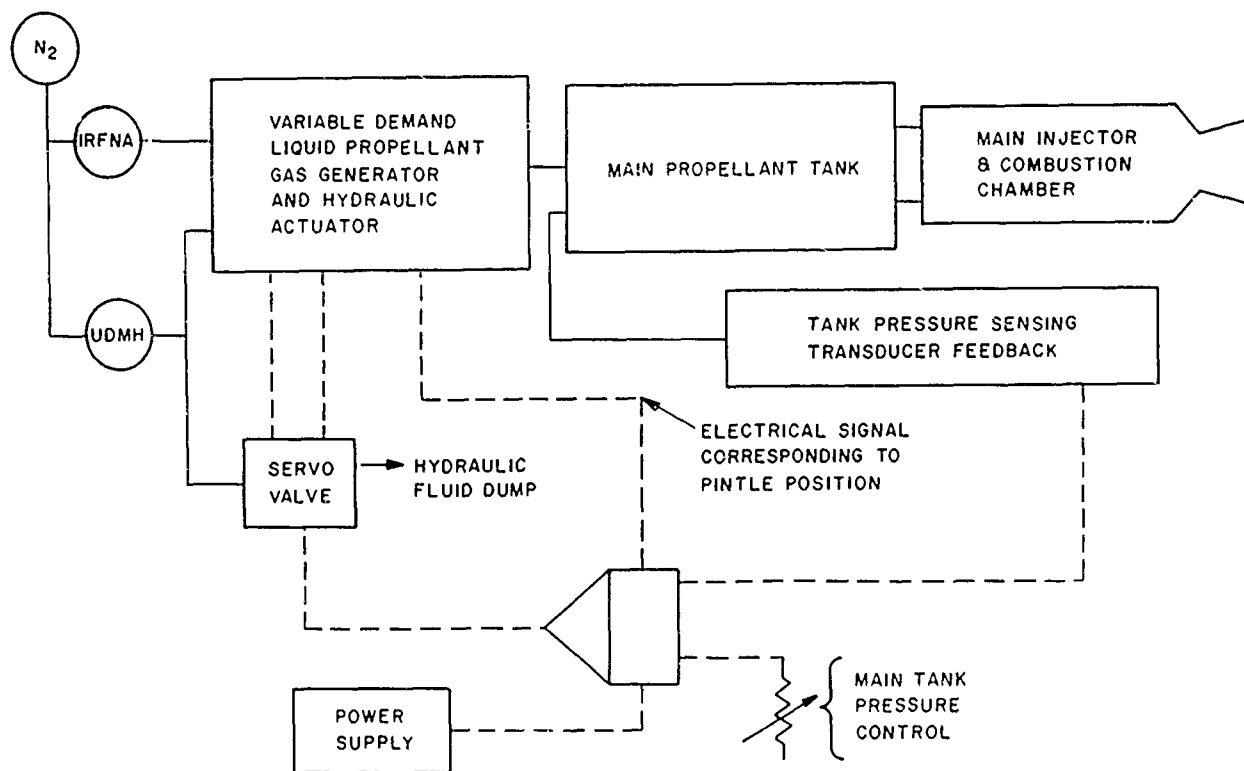 N2
IRFNA
UDMH
VARIABLE DEMAND
LIQUID PROPELLANT
GAS GENERATOR
AND HYDRAULIC
ACTUATOR
MAIN PROPELLANT TANK
MAIN INJECTOR
& COMBUSTION
CHAMBER
TANK PRESSURE SENSING
TRANSDUCER FEEDBACK
SERVO
VALVE
HYDRAULIC
FLUID DUMP
ELECTRICAL SIGNAL
CORRESPONDING TO
PINTLE POSITION
POWER
SUPPLY
MAIN TANK
PRESSURE
CONTROL